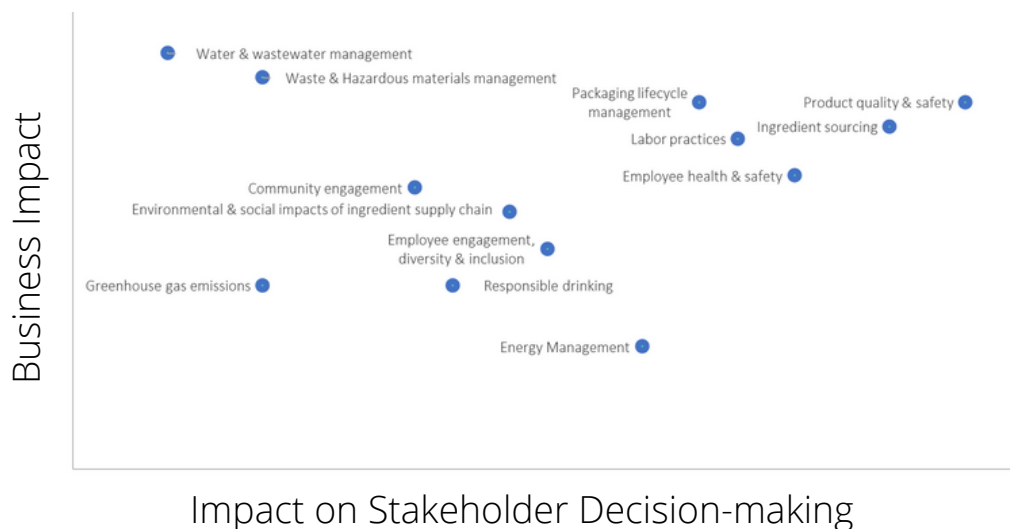 Water & wastewater management
Waste & Hazardous materials management
Packaging lifecycle
management
Product quality & safety
Ingredient sourcing
Labor practices
Employee health & safety
Community engagement
Environmental & social impacts of ingredient supply chain
Employee engagement,
diversity & inclusion
Greenhouse gas emissions
Responsible drinking
Energy Management
Business Impact
Impact on Stakeholder Decision-making